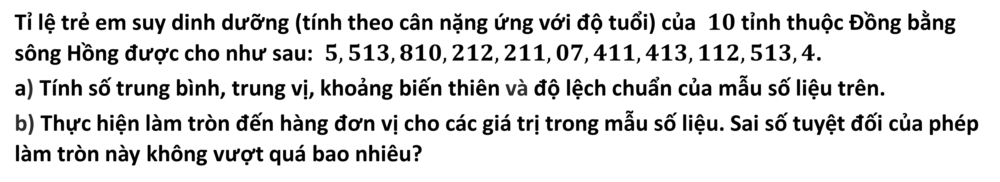 Tỉ lệ trẻ em suy dinh dưỡng (tính theo cân nặng ứng với độ tuổi) của 10 tỉnh thuộc Đồng bằng
sông Hồng được cho như sau: 5, 513, 810, 212, 211, 07, 411, 413, 112, 513, 4.
a) Tính số trung bình, trung vị, khoảng biến thiên và độ lệch chuẩn của mẫu số liệu trên.
b) Thực hiện làm tròn đến hàng đơn vị cho các giá trị trong mẫu số liệu. Sai số tuyệt đối của phép
làm tròn này không vượt quá bao nhiêu?